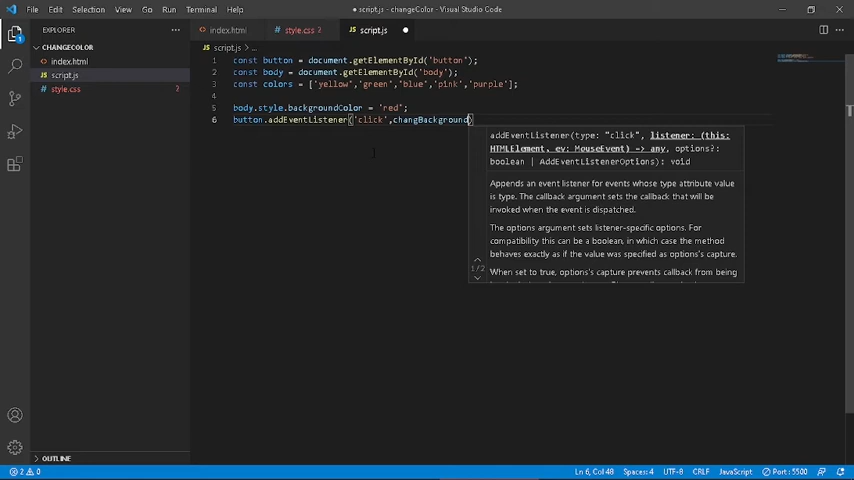 File Edit Selection View Go Run Terminal Help
● script.js - changeColor - Visual Studio Code
EXPLORER ···
index.html
style.css 2
script.js ●
CHANGECOLOR
index.html
script.js
style.css 2
script.js > ...
1 const button = document.getElementById('button');
2 const body = document.getElementById('body');
3 const colors = ['yellow','green','blue','pink','purple'];
4
5 body.style.backgroundColor = 'red';
6 button.addEventListener('click',changBackground)
addEventListener(type: "click", listener: (this:
HTMLElement, ev: MouseEvent) => any, options?:
boolean | AddEventListenerOptions): void
Appends an event listener for events whose type attribute value
is type. The callback argument sets the callback that will be
invoked when the event is dispatched.
The options argument sets listener-specific options. For
compatibility this can be a boolean, in which case the method
behaves exactly as if the value was specified as options's capture.
1/2
When set to true, options's capture prevents callback from being
OUTLINE
2 0
Ln 6, Col 48 Spaces: 4 UTF-8 CRLF JavaScript Port : 5500